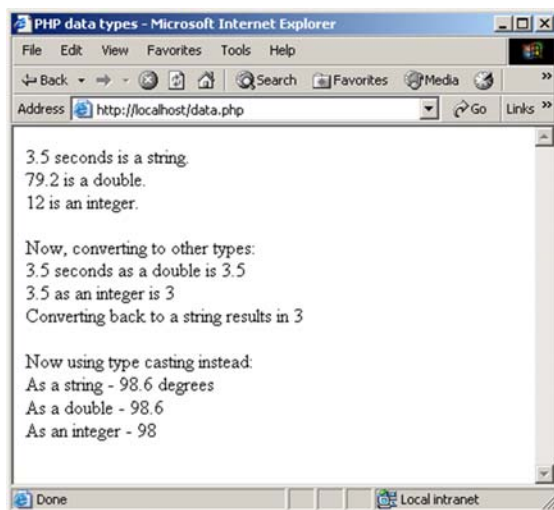 PHP data types - Microsoft Internet Explorer
File Edit View Favorites Tools Help
Back Search Favorites Media »
Address http://localhost/data.php Go Links »
3.5 seconds is a string.
79.2 is a double.
12 is an integer.
Now, converting to other types:
3.5 seconds as a double is 3.5
3.5 as an integer is 3
Converting back to a string results in 3
Now using type casting instead:
As a string - 98.6 degrees
As a double - 98.6
As an integer - 98
Done Local intranet